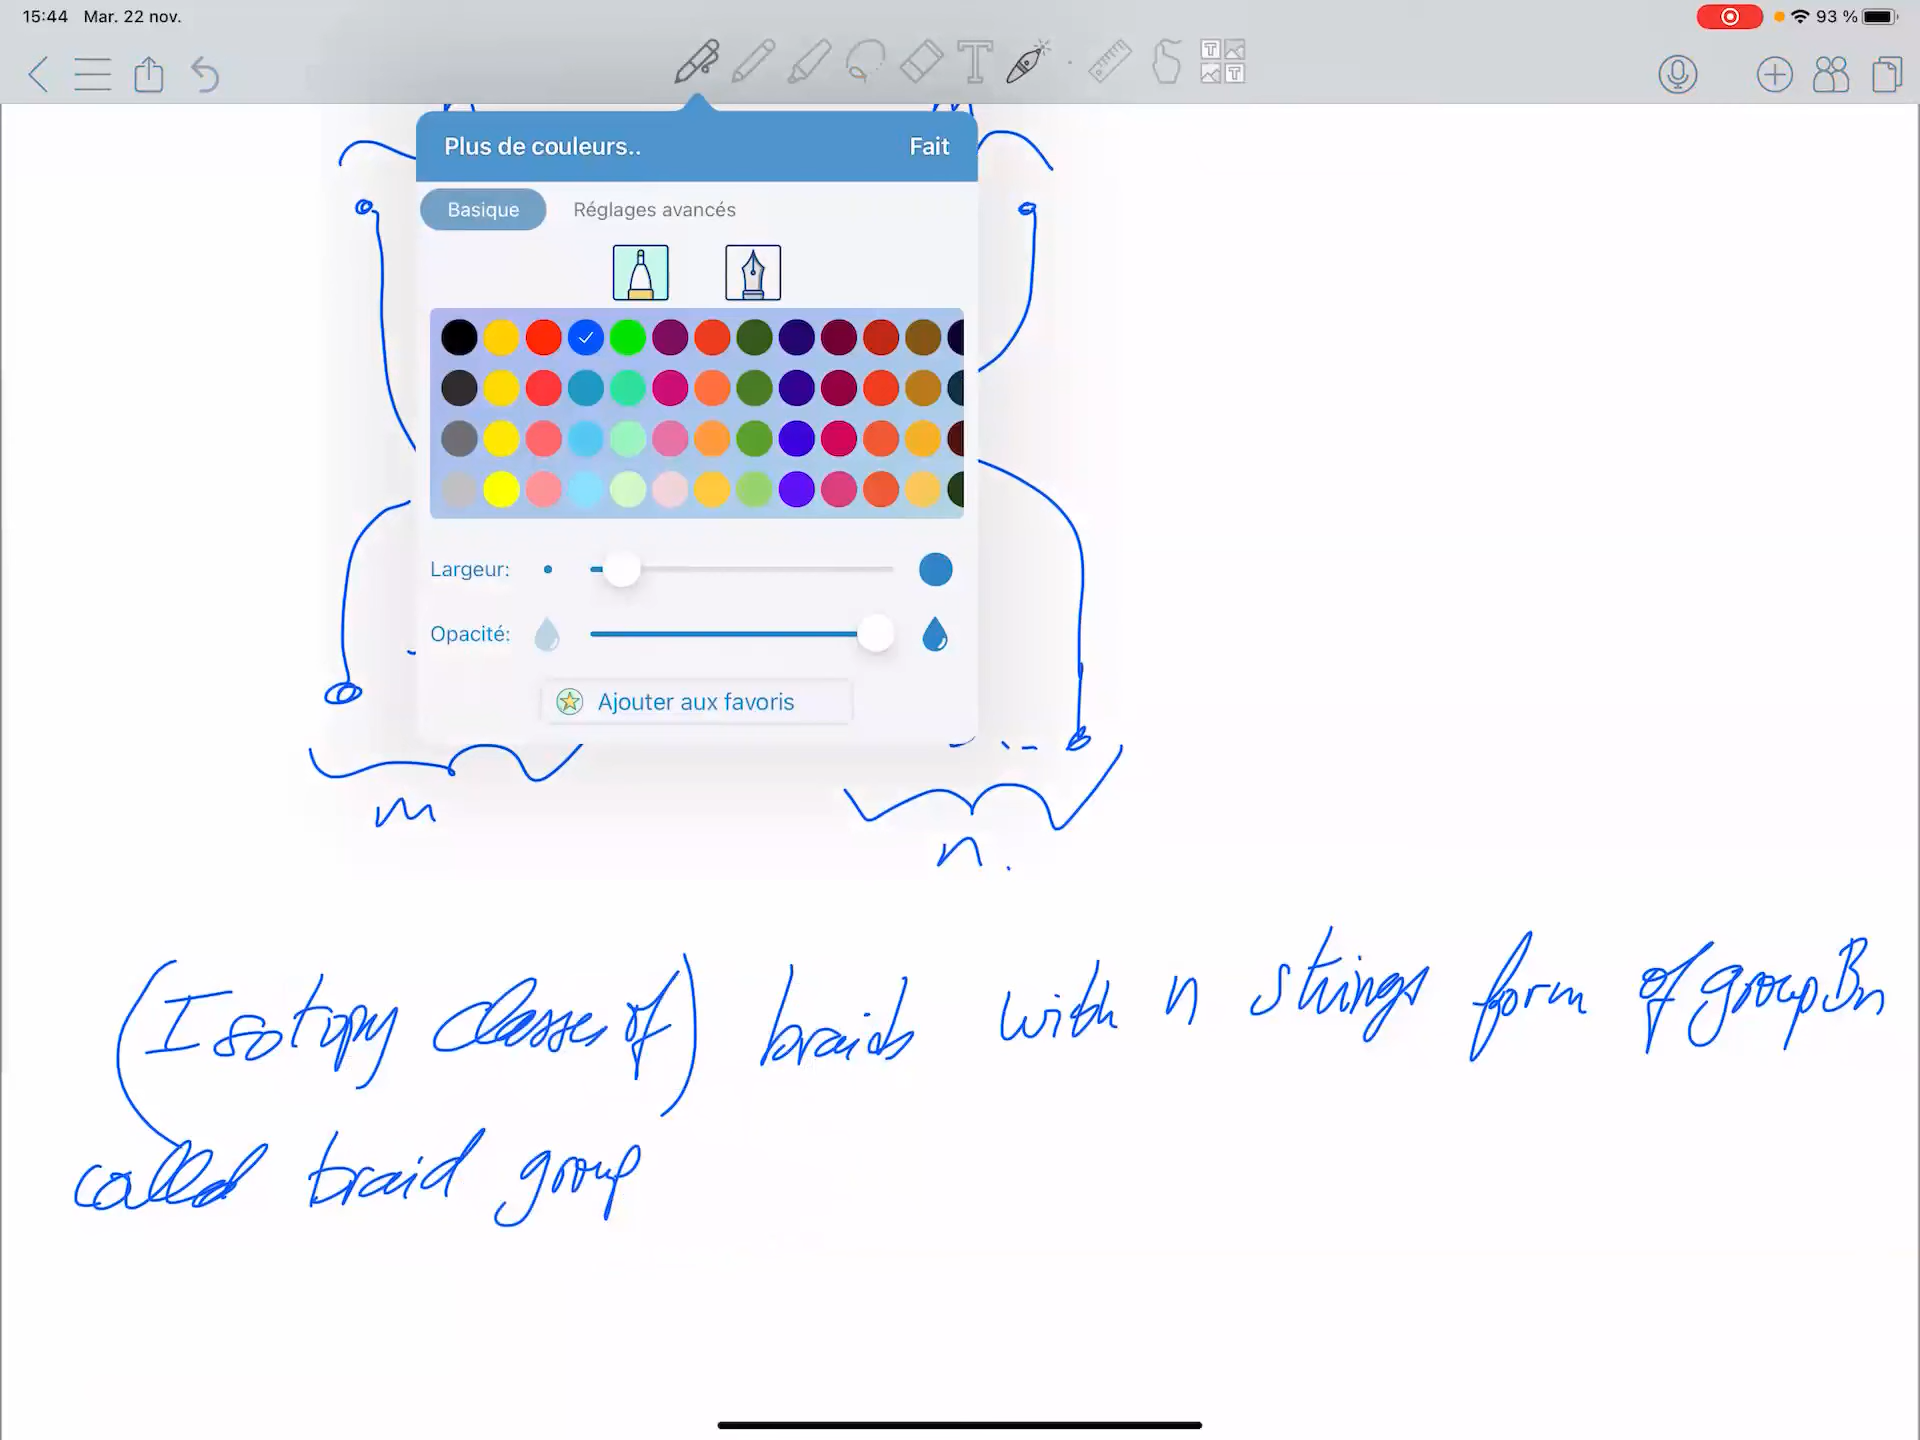 15:44 Mar. 22 nov. 93 %
Plus de couleurs.. Fait
Basique Réglages avancés
Largeur:
Opacité:
Ajouter aux favoris
m
n.
(Isotopy classes of) braids with n strings form of group Bn
called braid group